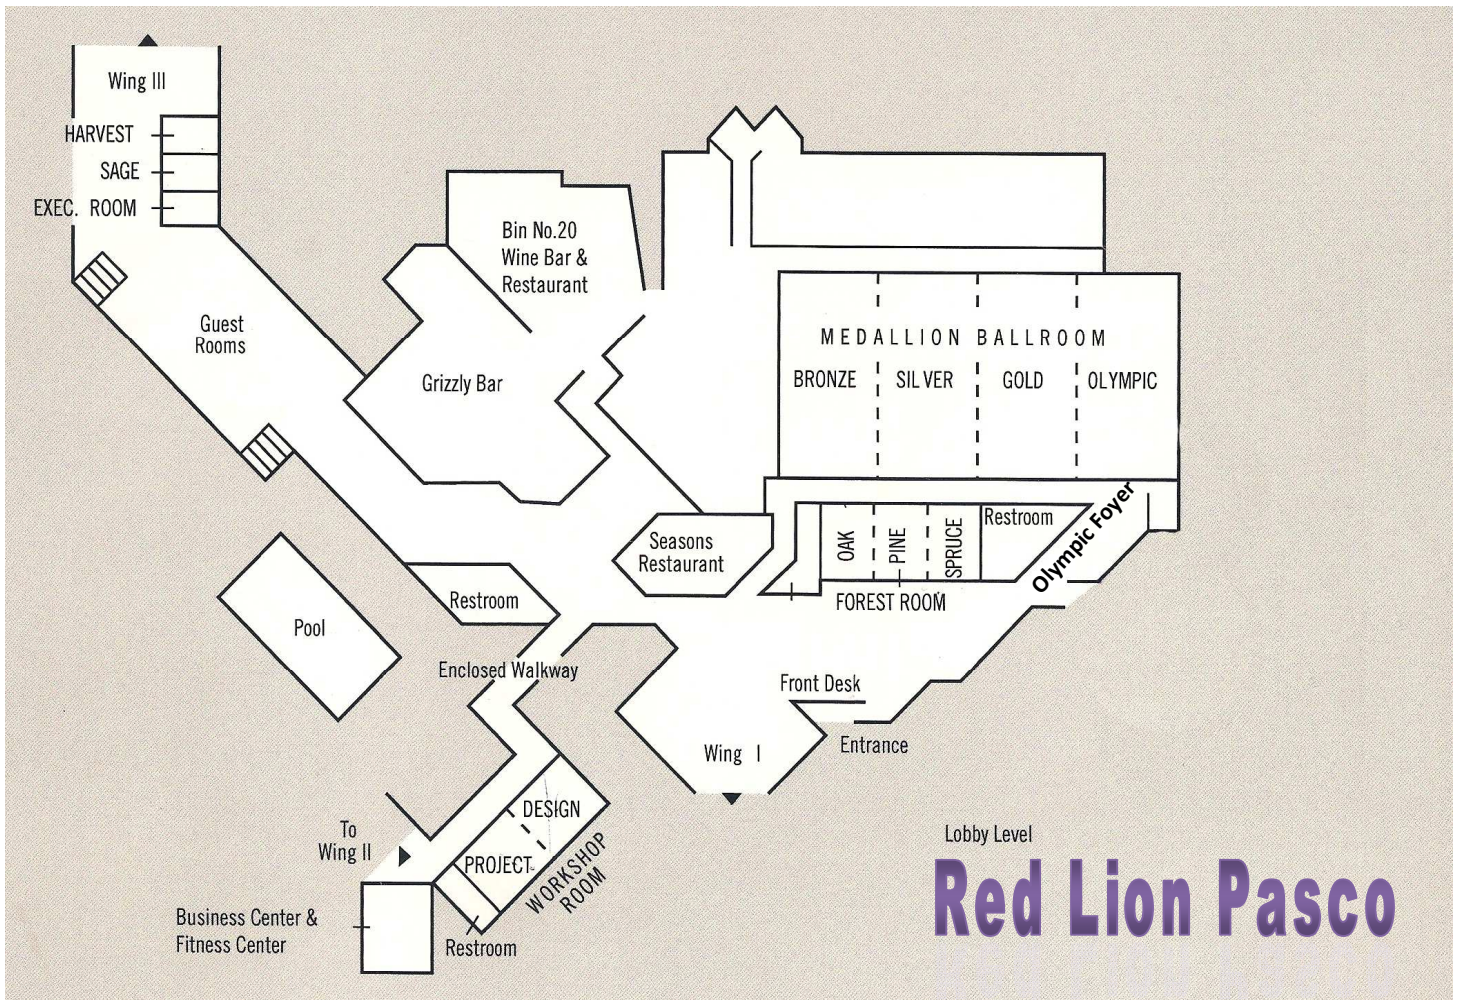 Wing III
HARVEST
SAGE
EXEC. ROOM
Guest
Rooms
Bin No.20
Wine Bar &
Restaurant
Grizzly Bar
MEDALLION BALLROOM
BRONZE
SILVER
GOLD
OLYMPIC
Seasons
Restaurant
OAK
PINE
SPRUCE
Restroom
Olympic Foyer
FOREST ROOM
Restroom
Pool
Enclosed Walkway
Front Desk
Entrance
Wing I
DESIGN
PROJECT
WORKSHOP
ROOM
To
Wing II
Business Center &
Fitness Center
Restroom
Lobby Level
Red Lion Pasco